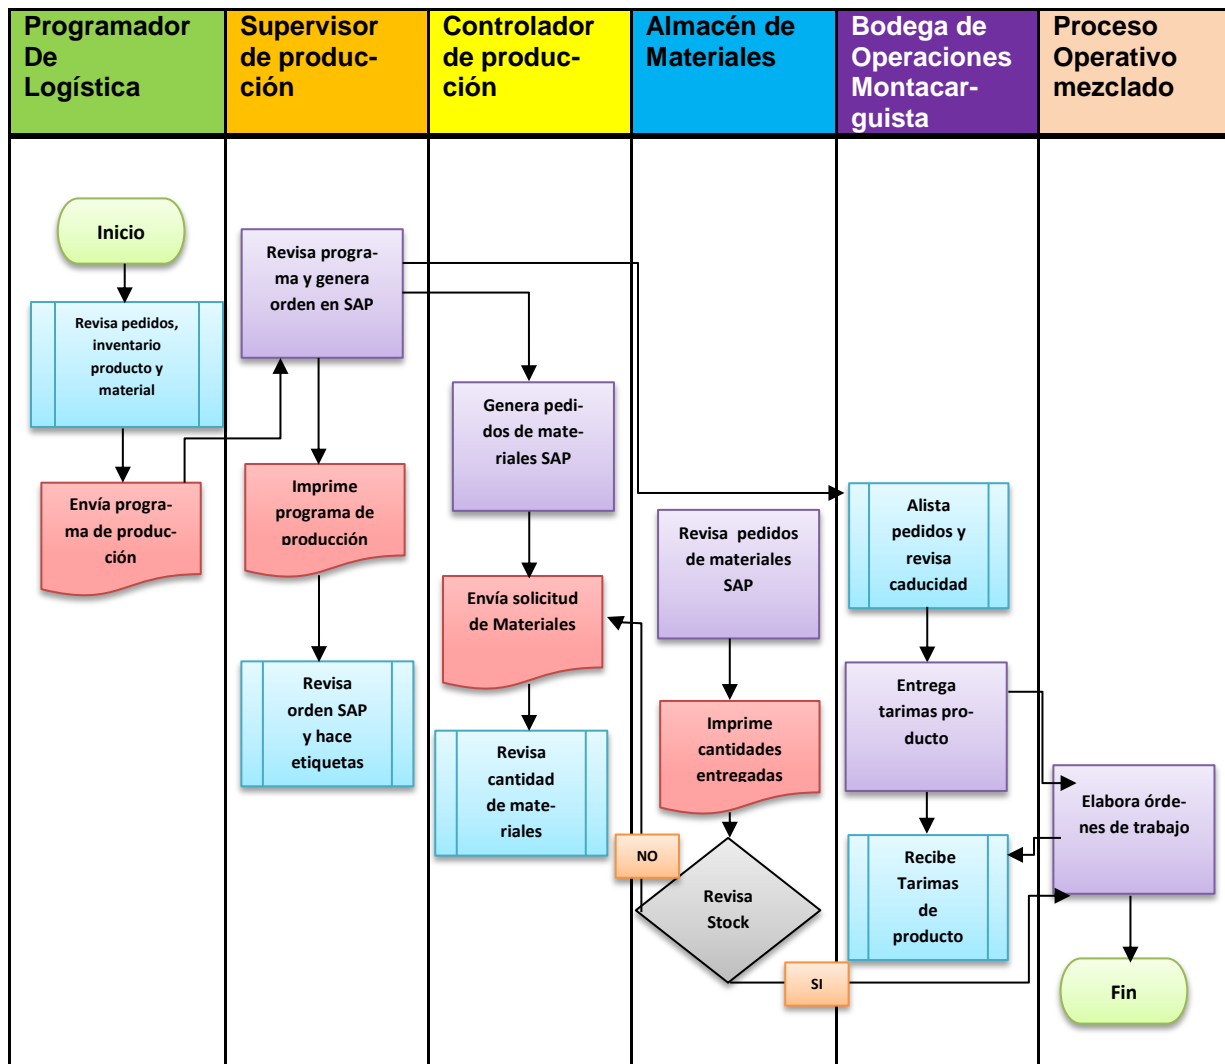 Programador
De
Logística
Supervisor
de produc-
ción
Controlador
de produc-
ción
Almacén de
Materiales
Bodega de
Operaciones
Montacar-
guista
Proceso
Operativo
mezclado
Inicio
Revisa pedidos,
inventario
producto y
material
Envía progra-
ma de produc-
ción
Revisa progra-
ma y genera
orden en SAP
Imprime
programa de
producción
Revisa
orden SAP
y hace
etiquetas
Genera pedi-
dos de mate-
riales SAP
Envía solicitud
de Materiales
Revisa
cantidad
de mate-
riales
Revisa pedidos
de materiales
SAP
Imprime
cantidades
entregadas
NO
Revisa
Stock
SI
Alista
pedidos y
revisa
caducidad
Entrega
tarimas pro-
ducto
Recibe
Tarimas
de
producto
Elabora órde-
nes de trabajo
Fin